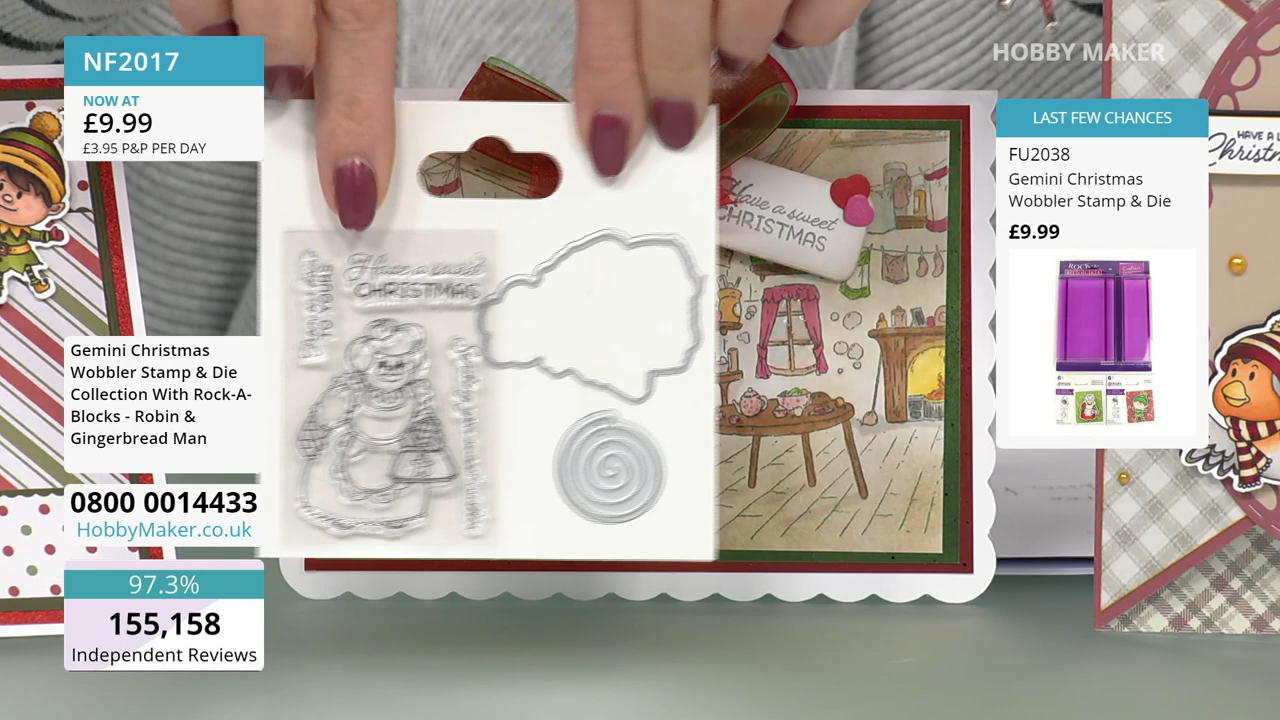 NF2017
NOW AT
£9.99
£3.95 P&P PER DAY
Gemini Christmas
Wobbler Stamp & Die
Collection With Rock-A-
Blocks - Robin &
Gingerbread Man
0800 0014433
HobbyMaker.co.uk
97.3%
155,158
Independent Reviews
Have a sweet
CHRISTMAS
Have a sweet
CHRISTMAS
HOBBY MAKER
LAST FEW CHANCES
FU2038
Gemini Christmas
Wobbler Stamp & Die
£9.99
HAVE A